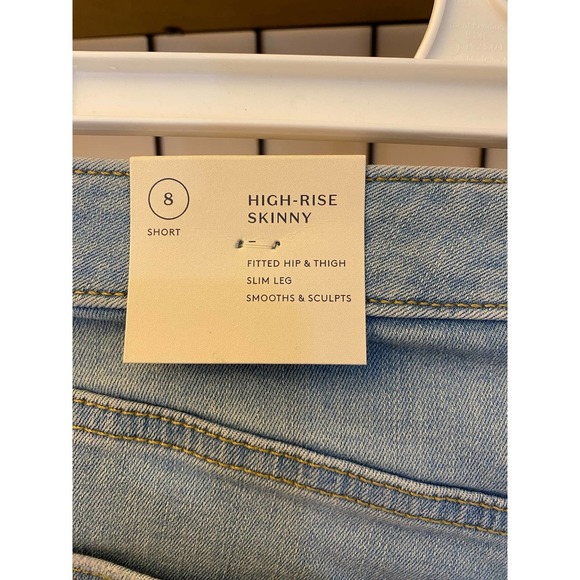 8
SHORT
HIGH-RISE
SKINNY
FITTED HIP & THIGH
SLIM LEG
SMOOTHS & SCULPTS